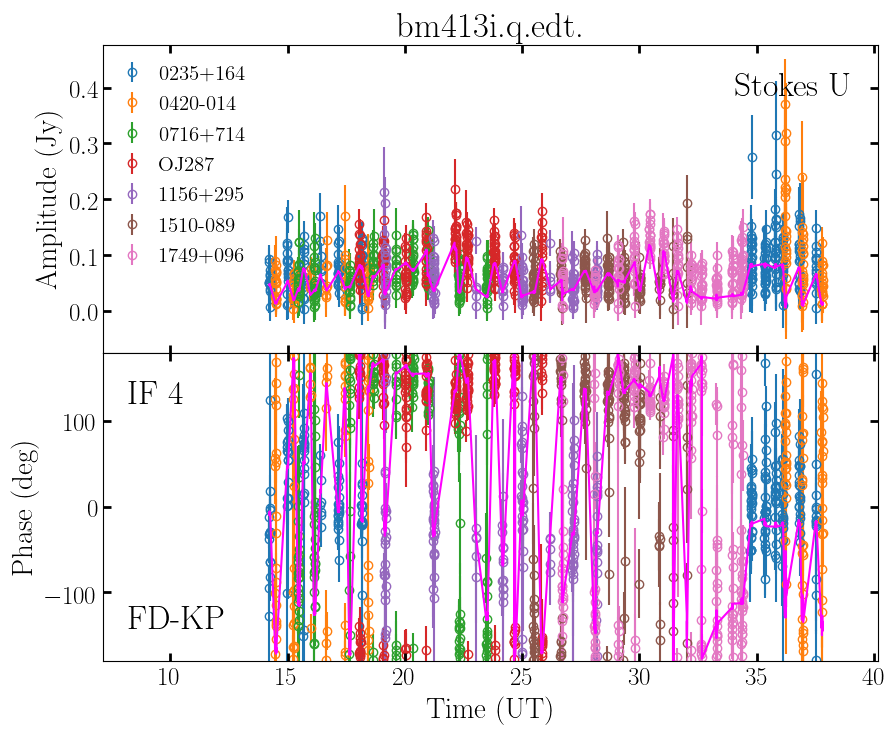 bm413i.q.edt.
Stokes U
0235+164
0420-014
0716+714
OJ287
1156+295
1510-089
1749+096
Amplitude (Jy)
0.4
0.3
0.2
0.1
0.0
IF 4
FD-KP
Phase (deg)
100
0
−100
10
15
20
25
30
35
40
Time (UT)